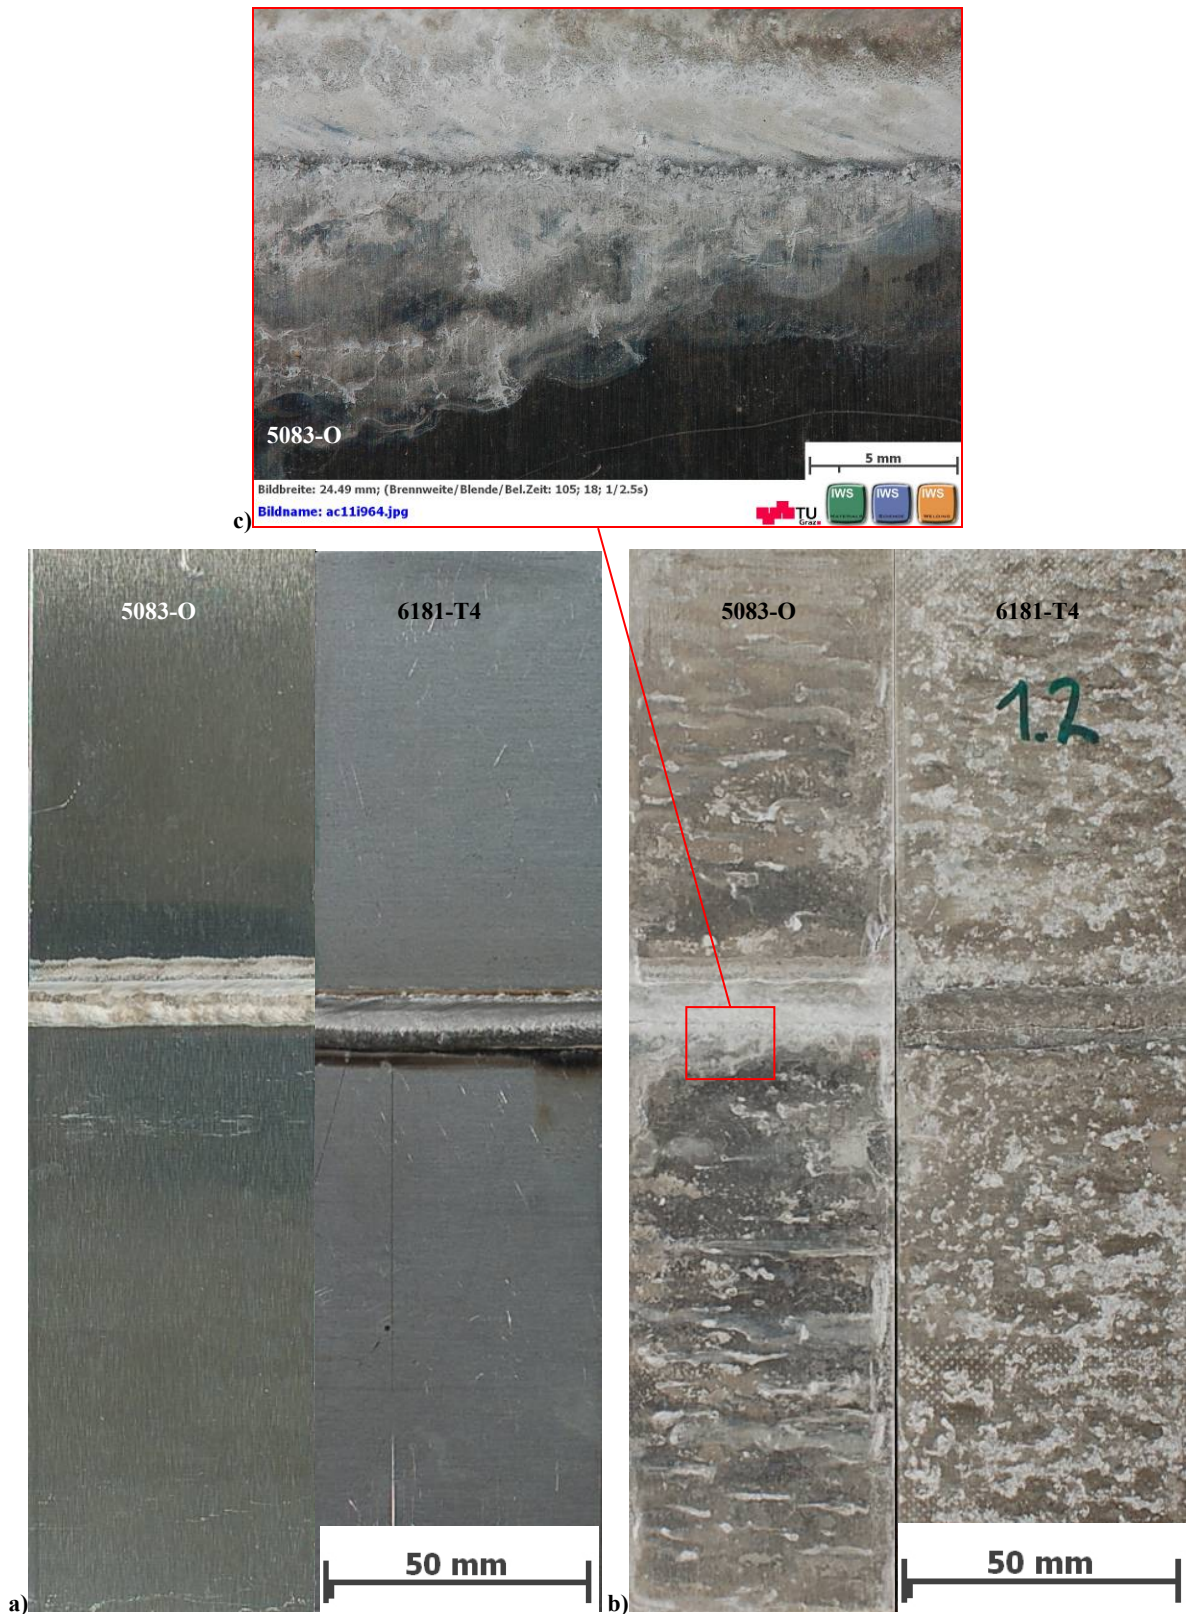 5083-O
5 mm
Bildbreite: 24.49 mm; (Brennweite/Blende/Bel.Zeit: 105; 18; 1/2.5s)
Bildname: ac11i964.jpg
TU
Graz
IWS
IWS
IWS
c)
5083-O
6181-T4
5083-O
6181-T4
1.2
50 mm
50 mm
a)
b)